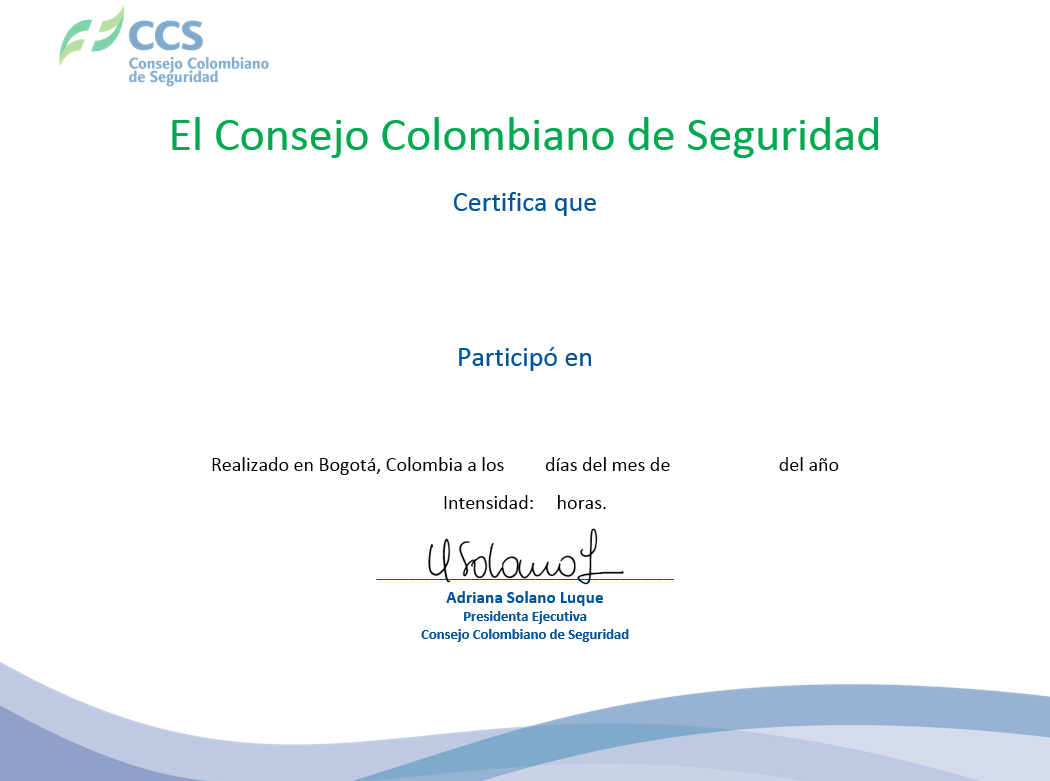 CCS
Consejo Colombiano
de Seguridad
El Consejo Colombiano de Seguridad
Certifica que
Participó en
Realizado en Bogotá, Colombia a los días del mes de del año
Intensidad: horas.
Solano L
Adriana Solano Luque
Presidenta Ejecutiva
Consejo Colombiano de Seguridad